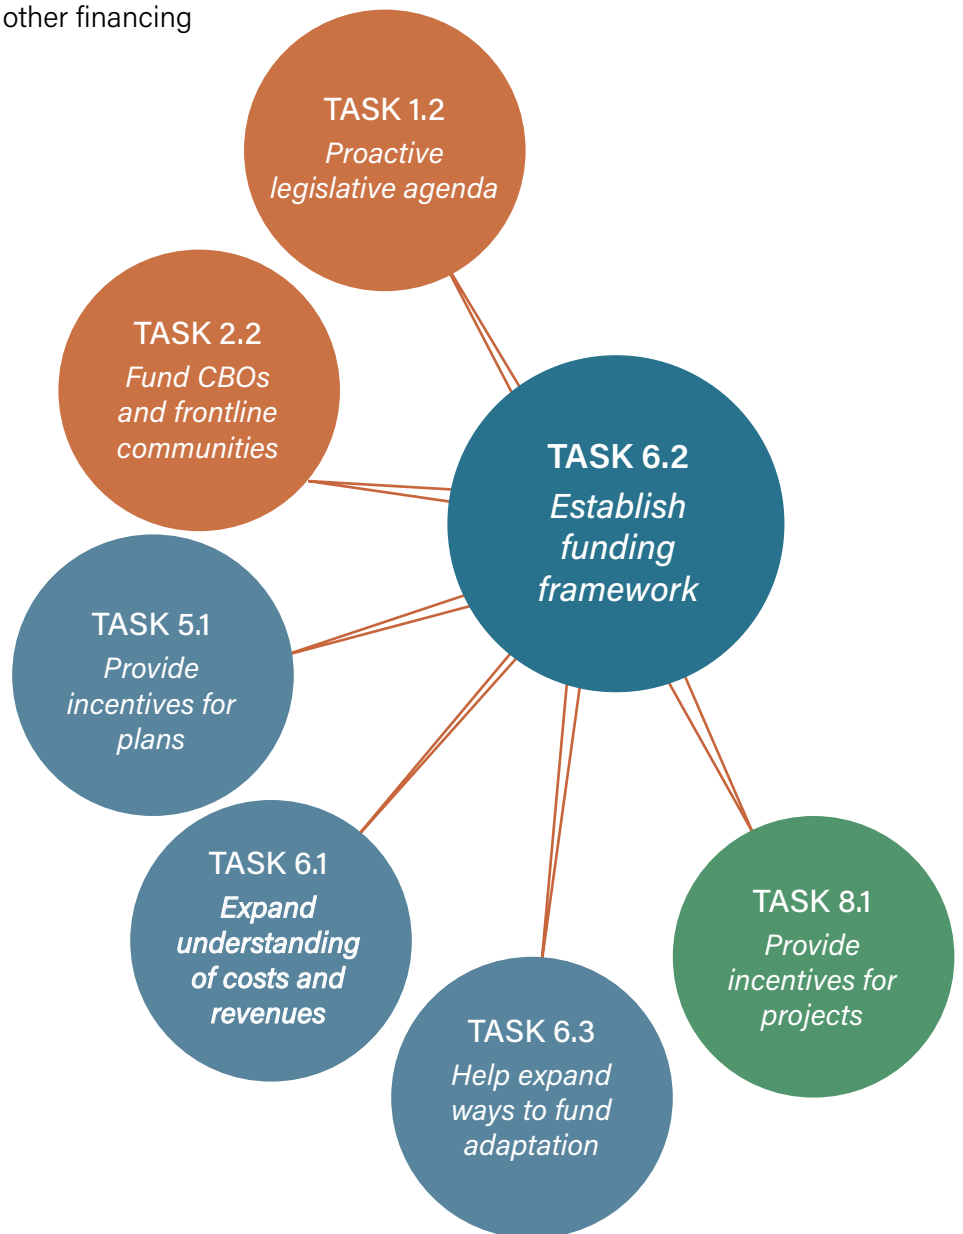 other financing
TASK 1.2
Proactive
legislative agenda
TASK 2.2
Fund CBOs
and frontline
communities
TASK 6.2
Establish
funding
framework
TASK 5.1
Provide
incentives for
plans
TASK 6.1
Expand
understanding
of costs and
revenues
TASK 8.1
Provide
incentives for
projects
TASK 6.3
Help expand
ways to fund
adaptation